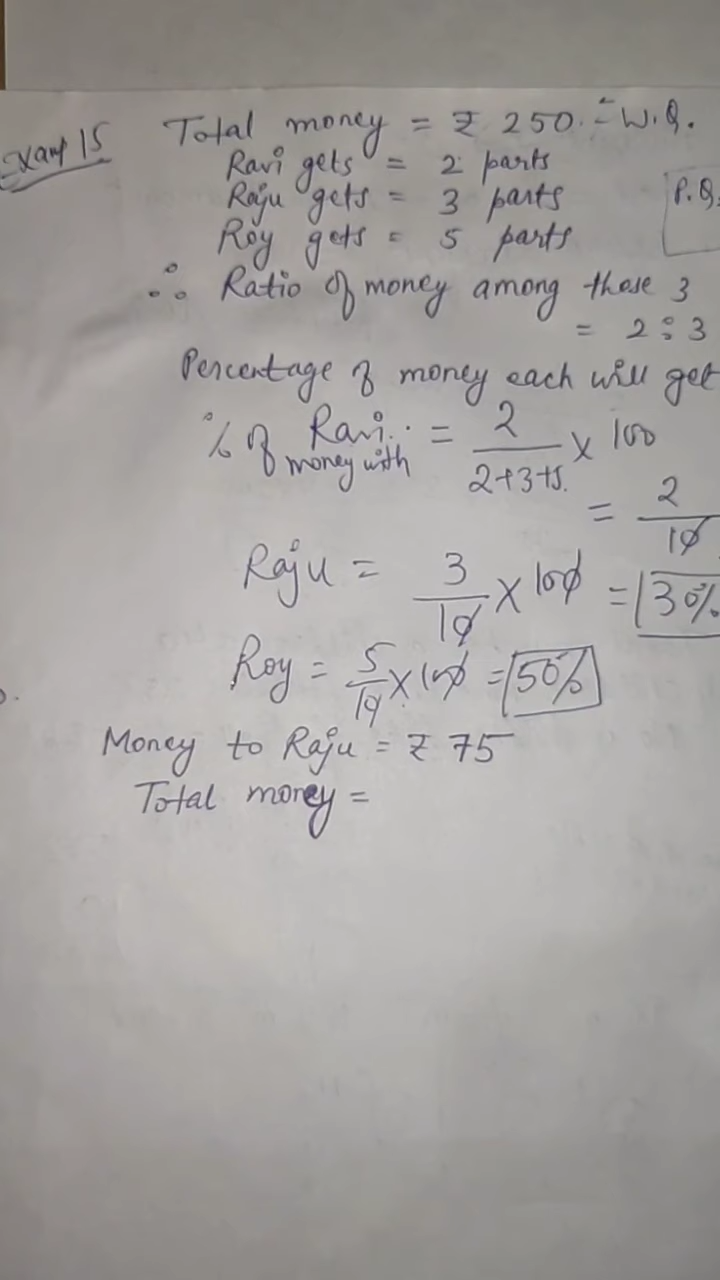 Exam 15 Total money = ₹ 250. - W.Q.
Ravi gets = 2 parts
Raju gets = 3 parts P.Q.
Roy gets = 5 parts
∴ Ratio of money among these 3
= 2 : 3
Percentage of money each will get
% of Ravi = 2/(2+3+5) × 100
money with
= 2/10
Raju = 3/10 × 100 = 30%
Roy = 5/10 × 100 = 50%
Money to Raju = ₹ 75
Total money =